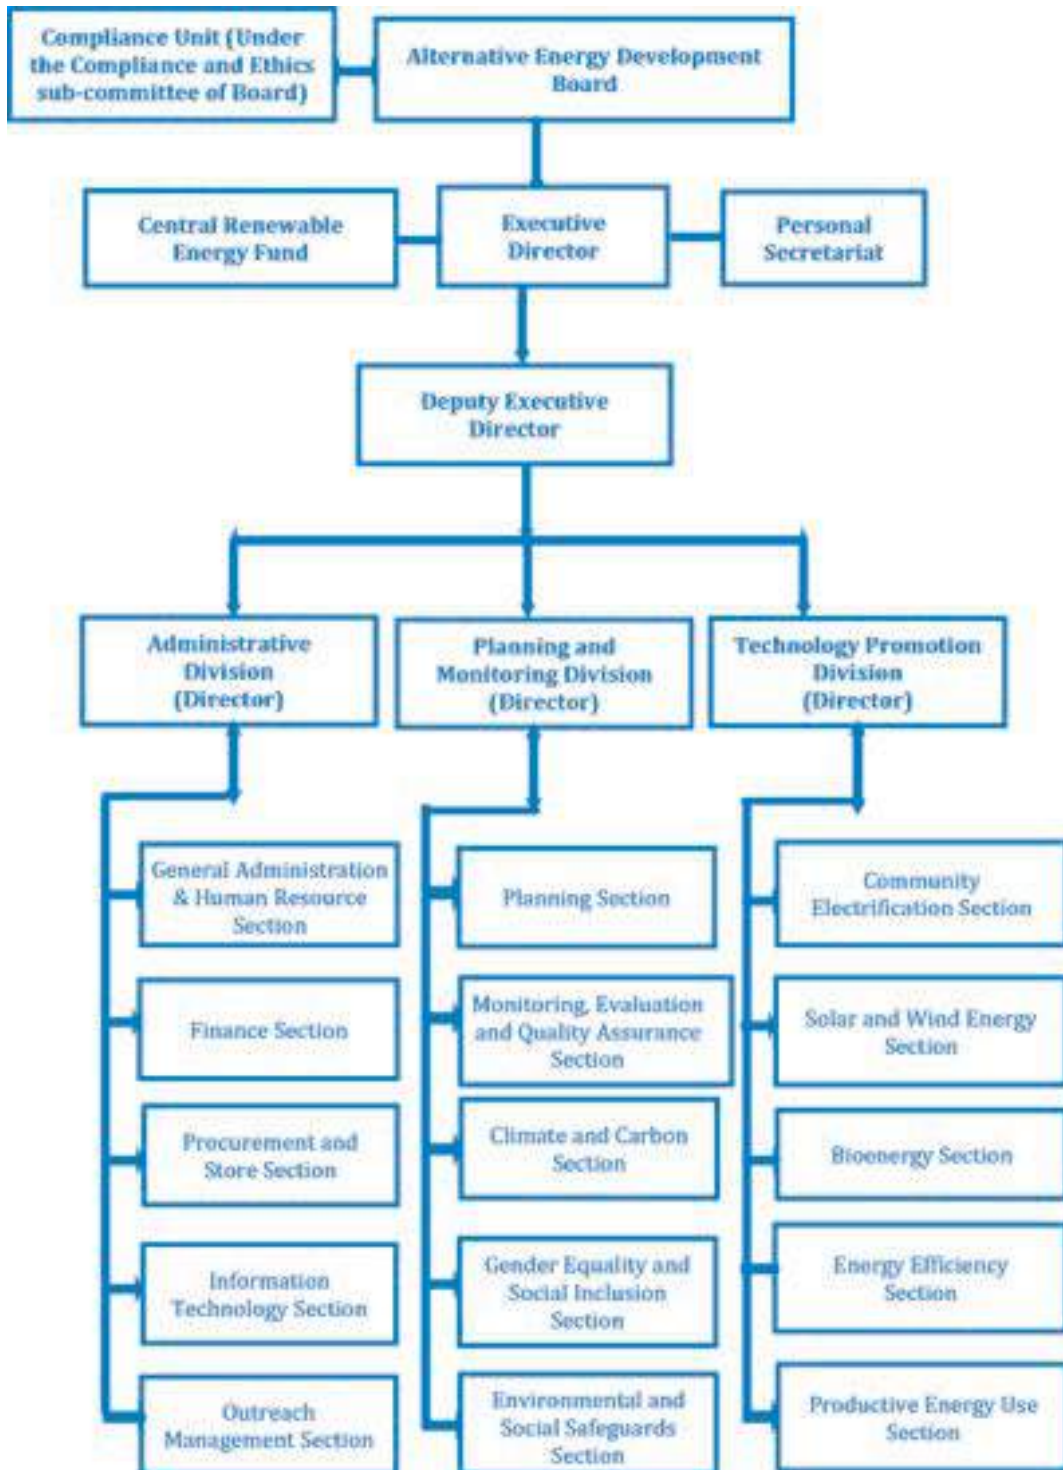 Compliance Unit (Under
the Compliance and Ethics
sub-committee of Board)
Alternative Energy Development
Board
Central Renewable
Energy Fund
Executive
Director
Personal
Secretariat
Deputy Executive
Director
Administrative
Division
(Director)
Planning and
Monitoring Division
(Director)
Technology Promotion
Division
(Director)
General Administration
& Human Resource
Section
Finance Section
Procurement and
Store Section
Information
Technology Section
Outreach
Management Section
Planning Section
Monitoring, Evaluation
and Quality Assurance
Section
Climate and Carbon
Section
Gender Equality and
Social Inclusion
Section
Environmental and
Social Safeguards
Section
Community
Electrification Section
Solar and Wind Energy
Section
Bioenergy Section
Energy Efficiency
Section
Productive Energy Use
Section